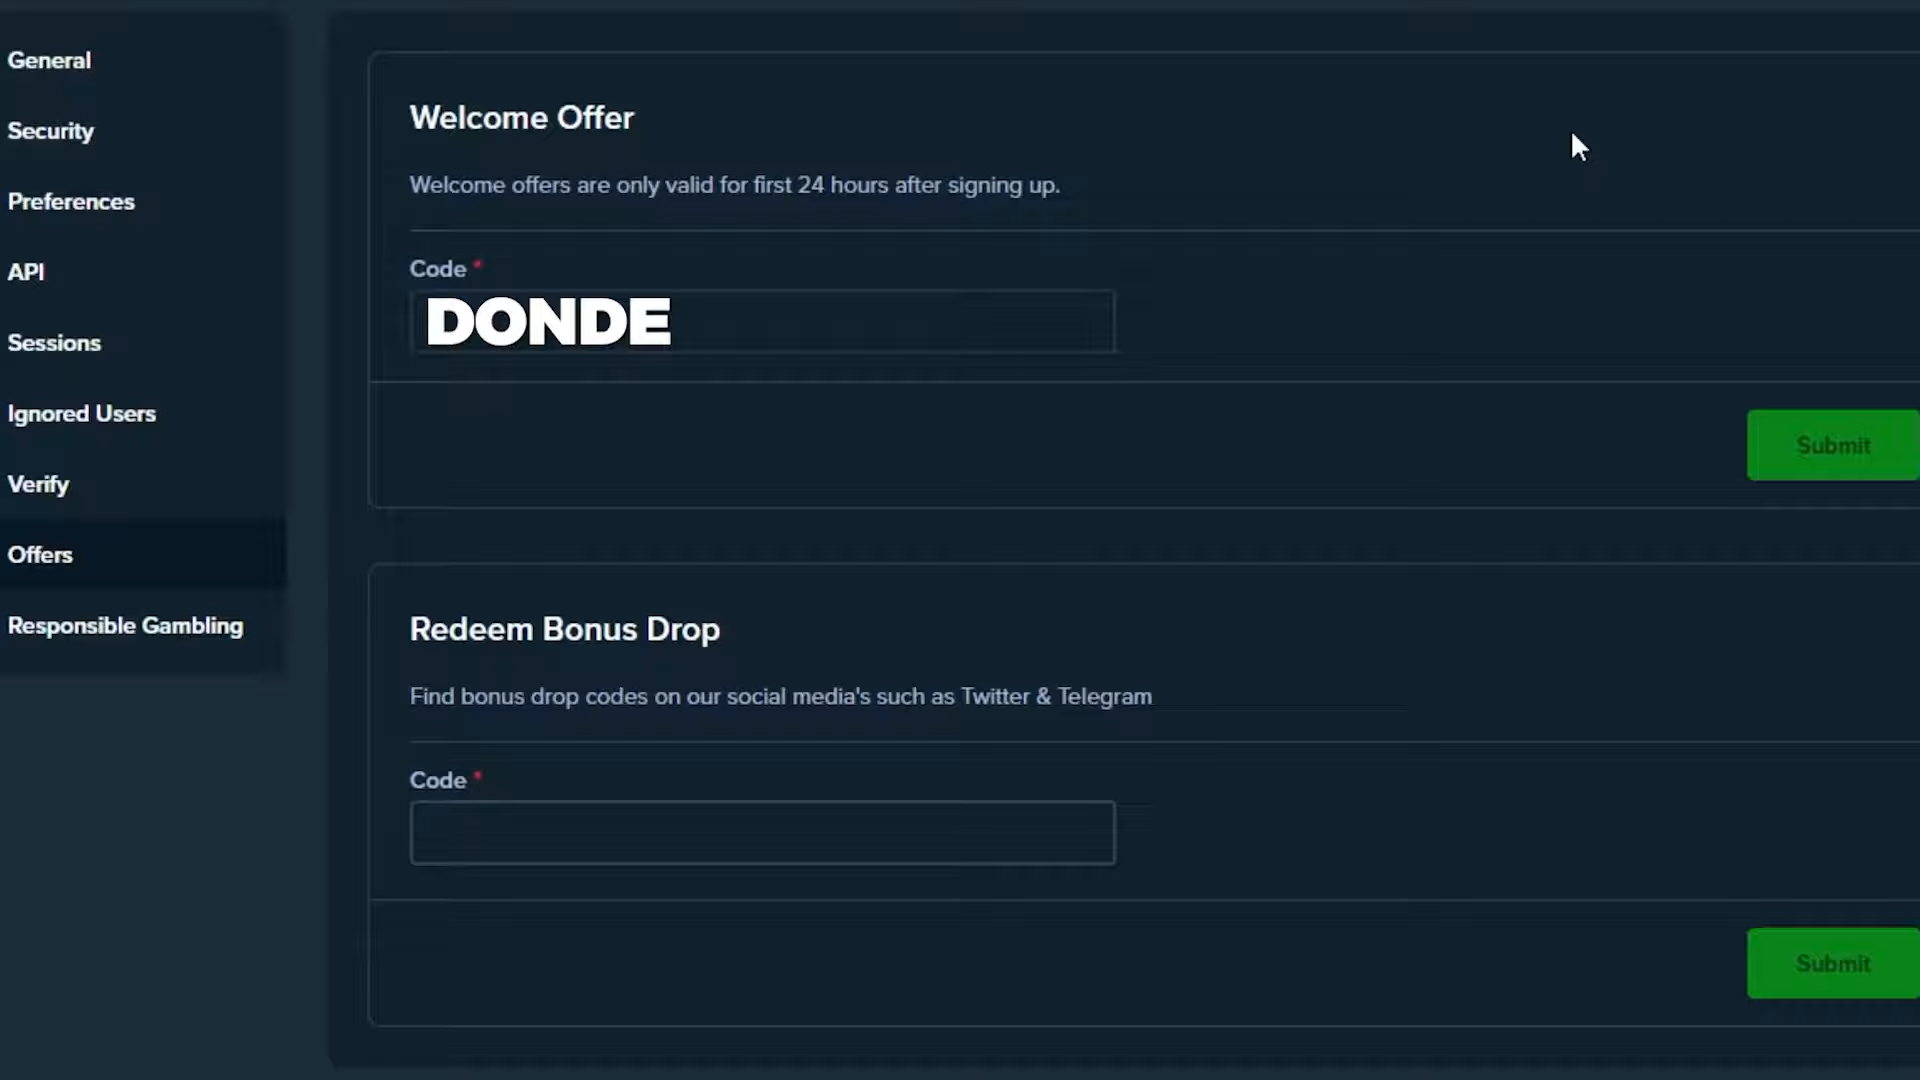 General
Security
Preferences
API
Sessions
Ignored Users
Verify
Offers
Responsible Gambling
Welcome Offer
Welcome offers are only valid for first 24 hours after signing up.
Code *
DONDE
Submit
Redeem Bonus Drop
Find bonus drop codes on our social media's such as Twitter & Telegram
Code *
Submit